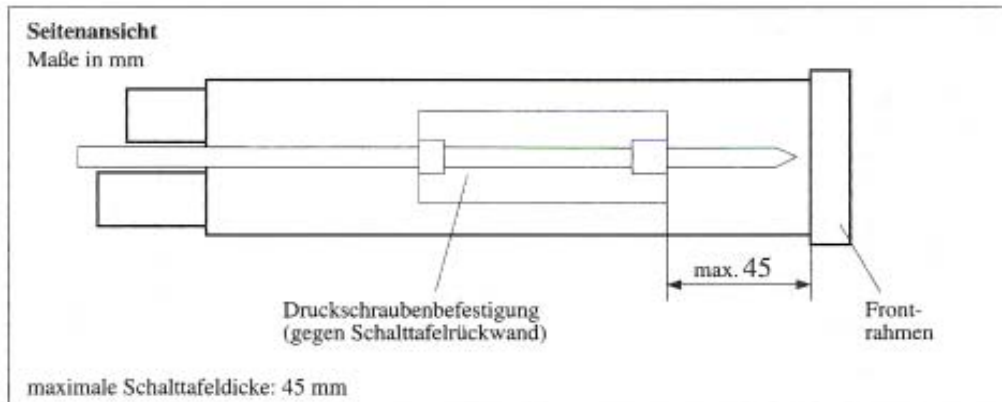 Seitenansicht
Maße in mm
max. 45
Druckschraubenbefestigung
(gegen Schalttafelrückwand)
Front-
rahmen
maximale Schalttafeldicke: 45 mm